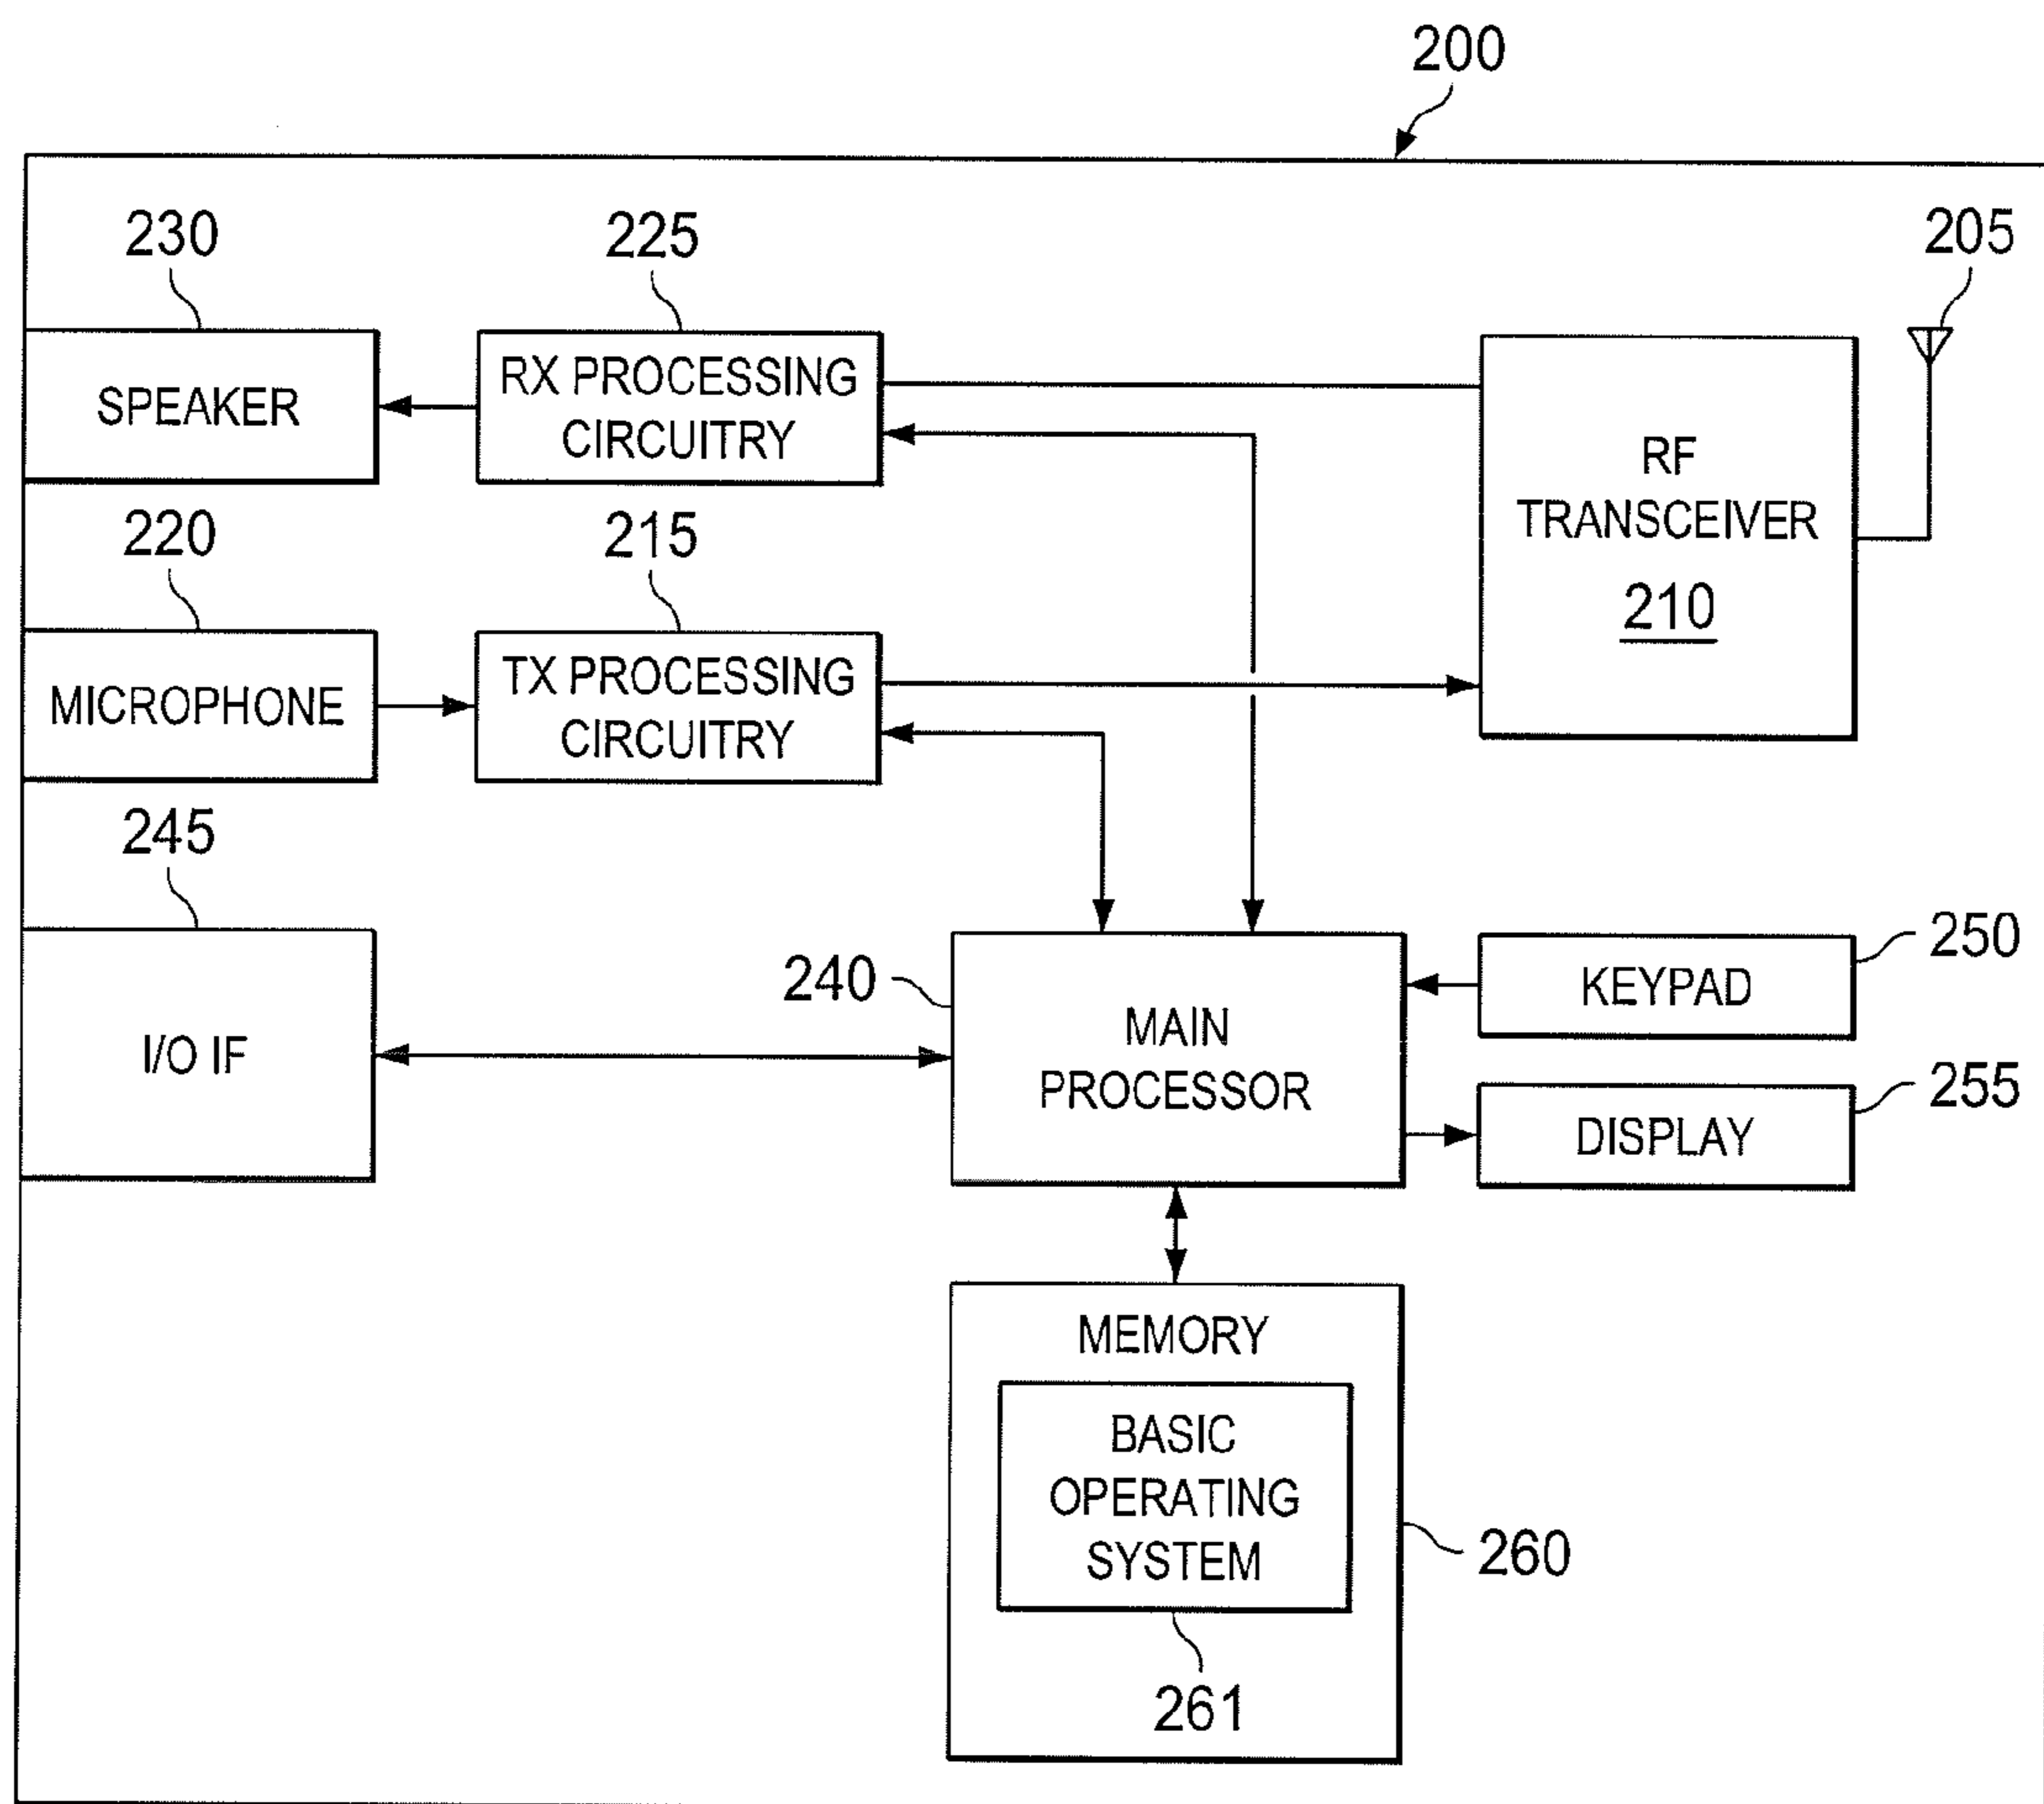 200
230
225
205
SPEAKER
RX PROCESSING
CIRCUITRY
RF
TRANSCEIVER
210
220
215
MICROPHONE
TX PROCESSING
CIRCUITRY
245
I/O IF
240
MAIN
PROCESSOR
KEYPAD
250
DISPLAY
255
MEMORY
BASIC
OPERATING
SYSTEM
260
261